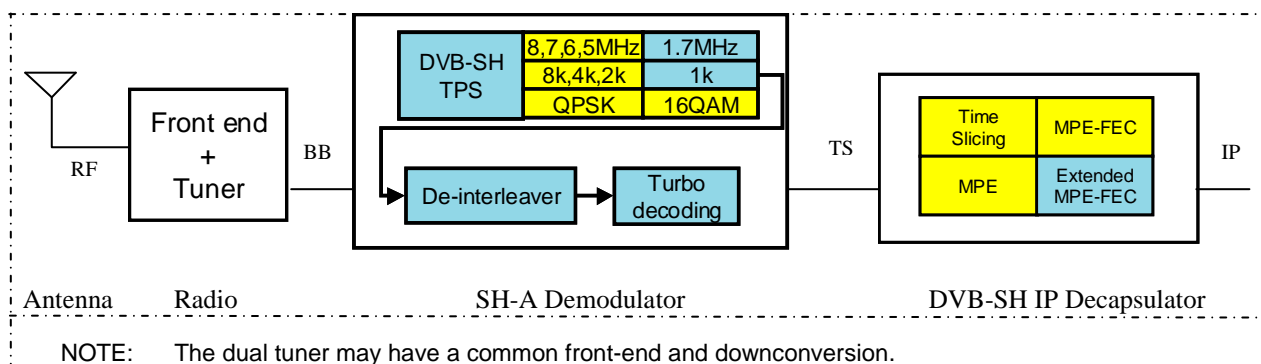 DVB-SH
TPS
8,7,6,5MHz
1.7MHz
8k,4k,2k
1k
QPSK
16QAM
Front end
+
Tuner
RF
BB
De-interleaver
Turbo
decoding
TS
Time
Slicing
MPE-FEC
MPE
Extended
MPE-FEC
IP
Antenna
Radio
SH-A Demodulator
DVB-SH IP Decapsulator
NOTE: The dual tuner may have a common front-end and downconversion.